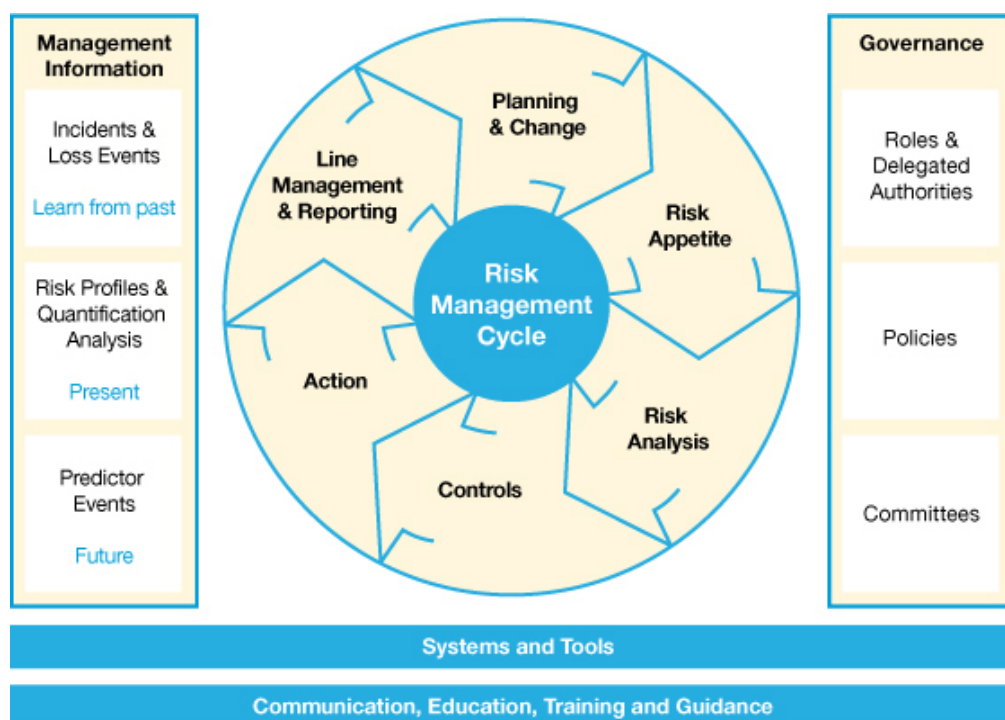 Management
Information
Incidents &
Loss Events
Learn from past
Risk Profiles &
Quantification
Analysis
Present
Predictor
Events
Future
Planning
& Change
Risk
Appetite
Risk
Analysis
Controls
Action
Line
Management
& Reporting
Risk
Management
Cycle
Governance
Roles &
Delegated
Authorities
Policies
Committees
Systems and Tools
Communication, Education, Training and Guidance